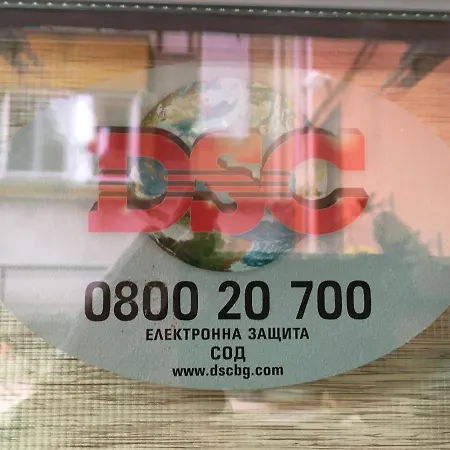 DSC
0800 20 700
ЕЛЕКТРОННА ЗАЩИТА
СОД
www.dscbg.com